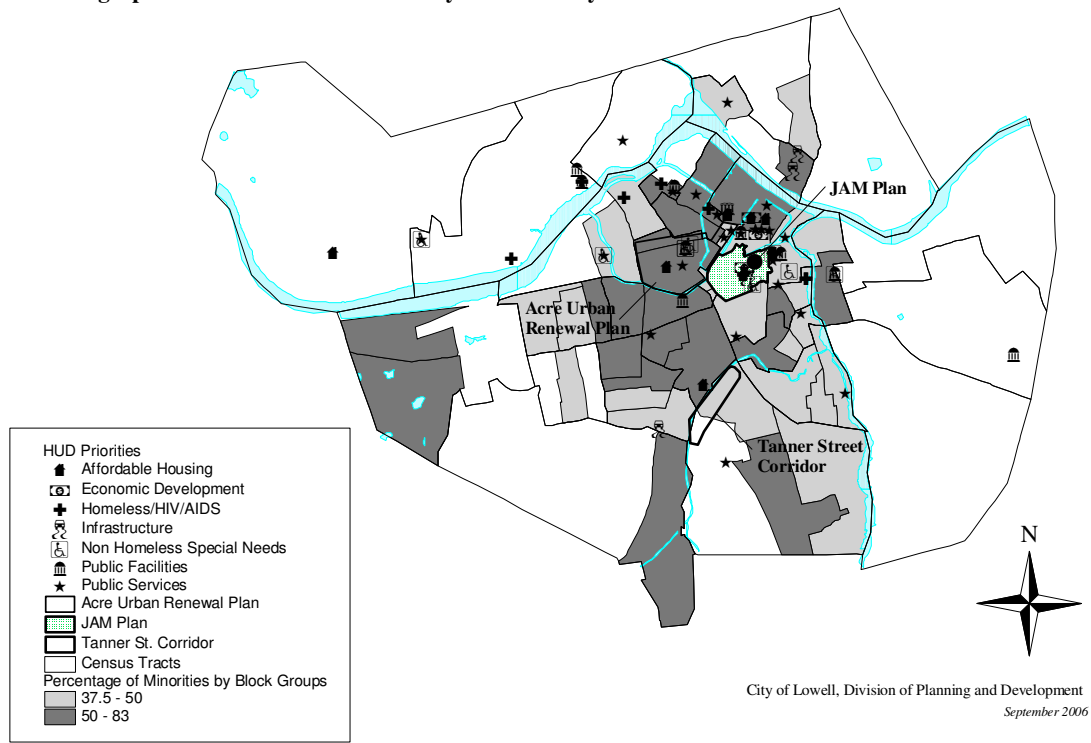 JAM Plan
Acre Urban
Renewal Plan
Tanner Street
Corridor
HUD Priorities
Affordable Housing
Economic Development
Homeless/HIV/AIDS
Infrastructure
Non Homeless Special Needs
Public Facilities
Public Services
Acre Urban Renewal Plan
JAM Plan
Tanner St. Corridor
Census Tracts
Percentage of Minorities by Block Groups
37.5 - 50
50 - 83
N
City of Lowell, Division of Planning and Development
September 2006